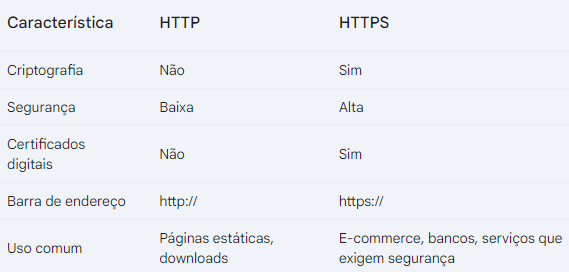 Característica HTTP HTTPS
Criptografia Não Sim
Segurança Baixa Alta
Certificados
digitais Não Sim
Barra de endereço http:// https://
Uso comum Páginas estáticas, E-commerce, bancos, serviços que
downloads exigem segurança